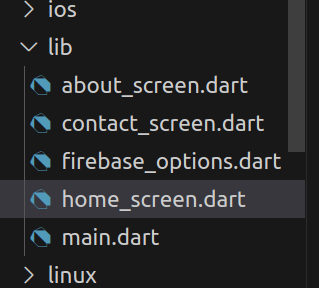 ios
lib
about_screen.dart
contact_screen.dart
firebase_options.dart
home_screen.dart
main.dart
linux